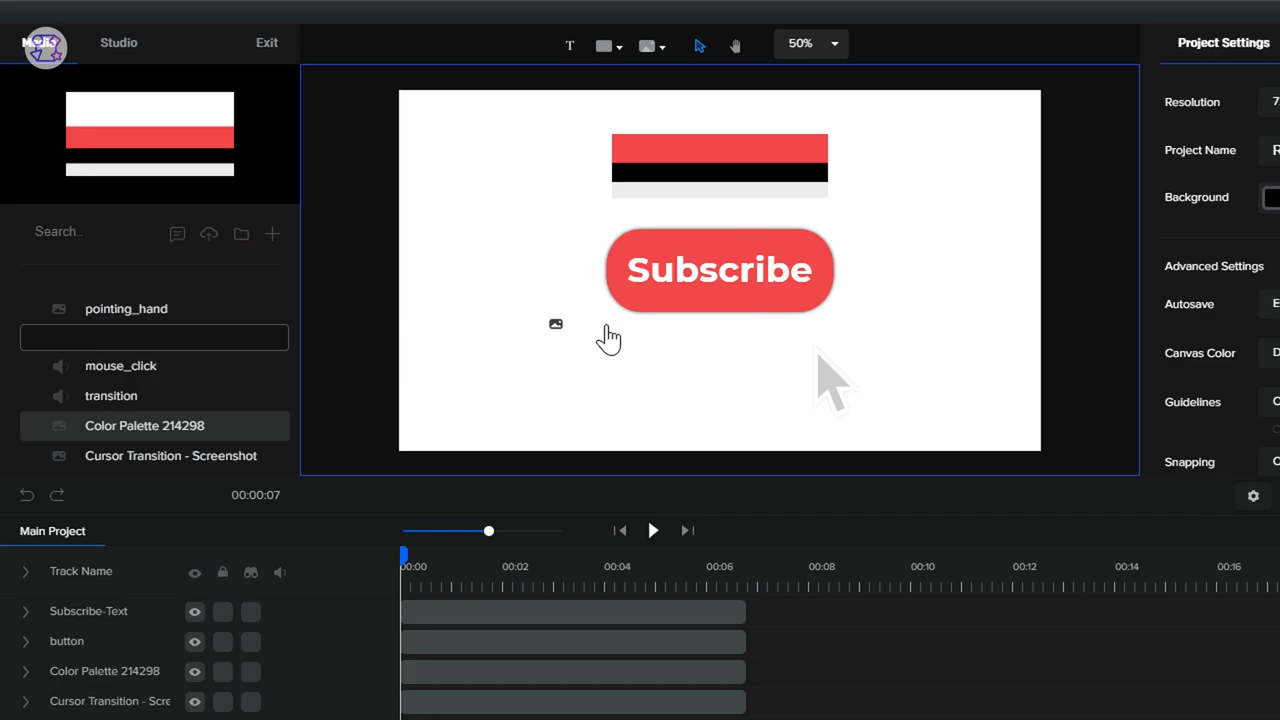 Studio
Exit
T
50%
Project Settings
Resolution
7
Project Name
R
Background
Search..
Advanced Settings
Autosave
E
Canvas Color
D
Guidelines
Snapping
Subscribe
pointing_hand
mouse_click
transition
Color Palette 214298
Cursor Transition - Screenshot
00:00:07
Main Project
Track Name
00:00
00:02
00:04
00:06
00:08
00:10
00:12
00:14
00:16
Subscribe-Text
button
Color Palette 214298
Cursor Transition - Scre